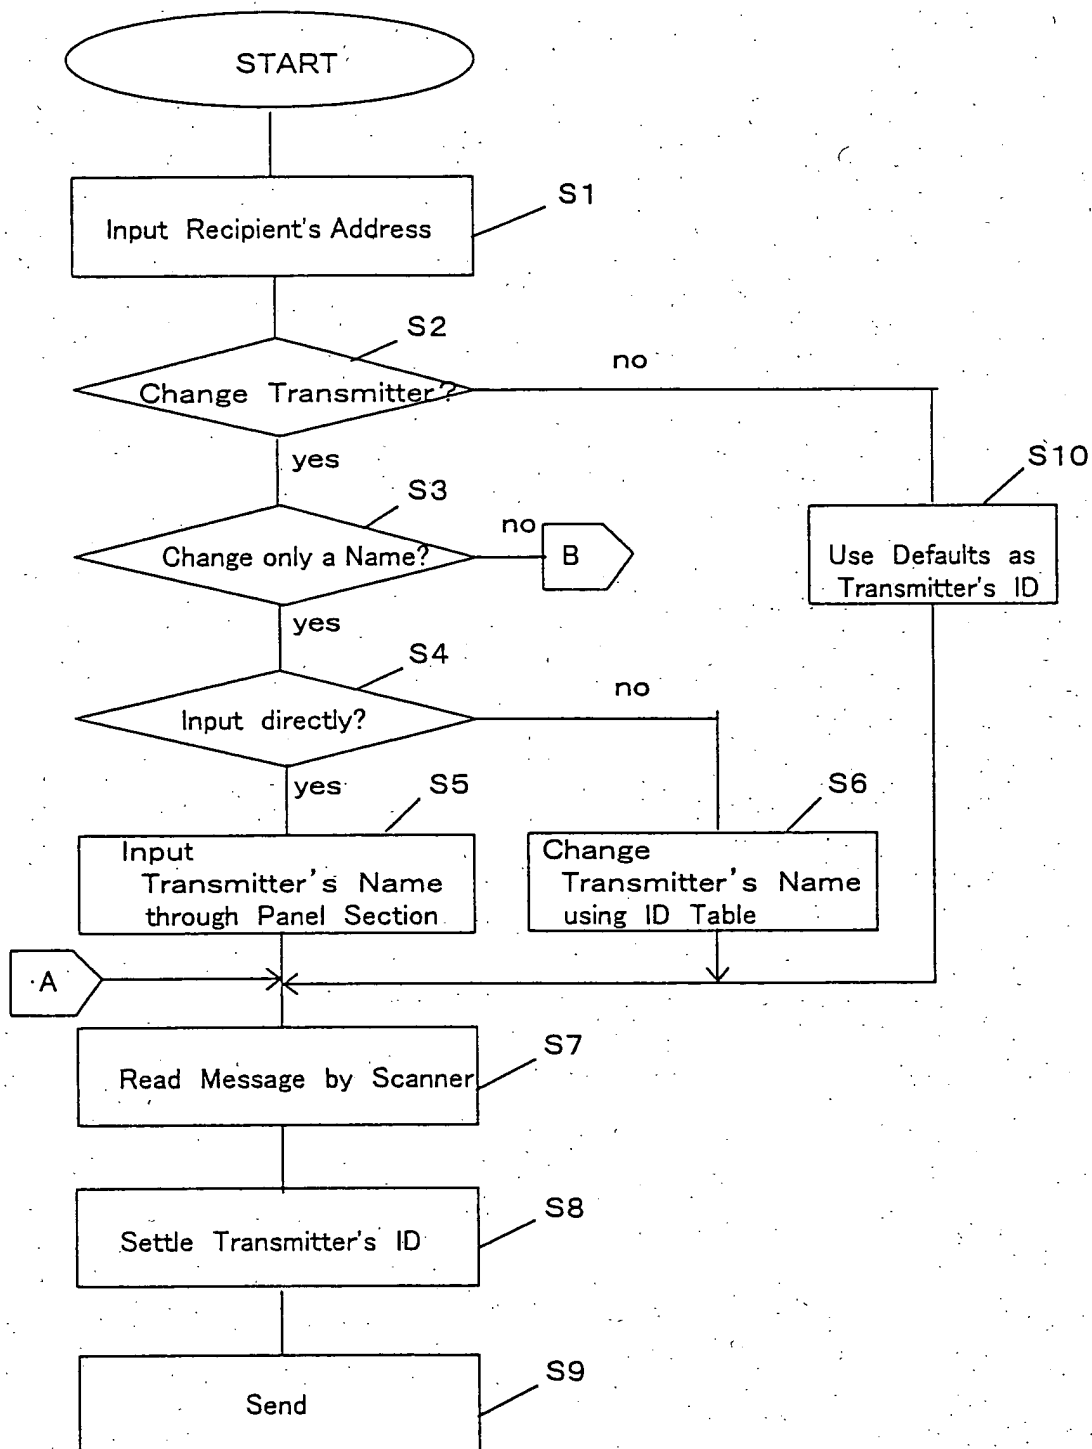 START
S1
Input Recipient's Address
S2
no
Change Transmitter?
yes
S10
S3
no
B
Change only a Name?
Use Defaults as
Transmitter's ID
yes
S4
no
Input directly?
yes
S5
S6
Input
Transmitter's Name
through Panel Section
Change
Transmitter's Name
using ID Table
A
S7
Read Message by Scanner
S8
Settle Transmitter's ID
S9
Send